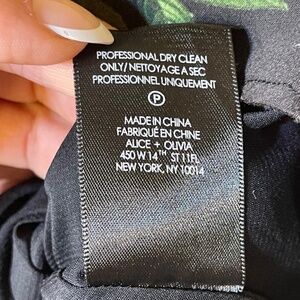 PROFESSIONAL DRY CLEAN
ONLY/ NETTOYAGE A SEC
PROFESSIONNEL UNIQUEMENT
P
MADE IN CHINA
FABRIQUÉ EN CHINE
ALICE + OLIVIA
450 W 14TH ST 11FL
NEW YORK, NY 10014